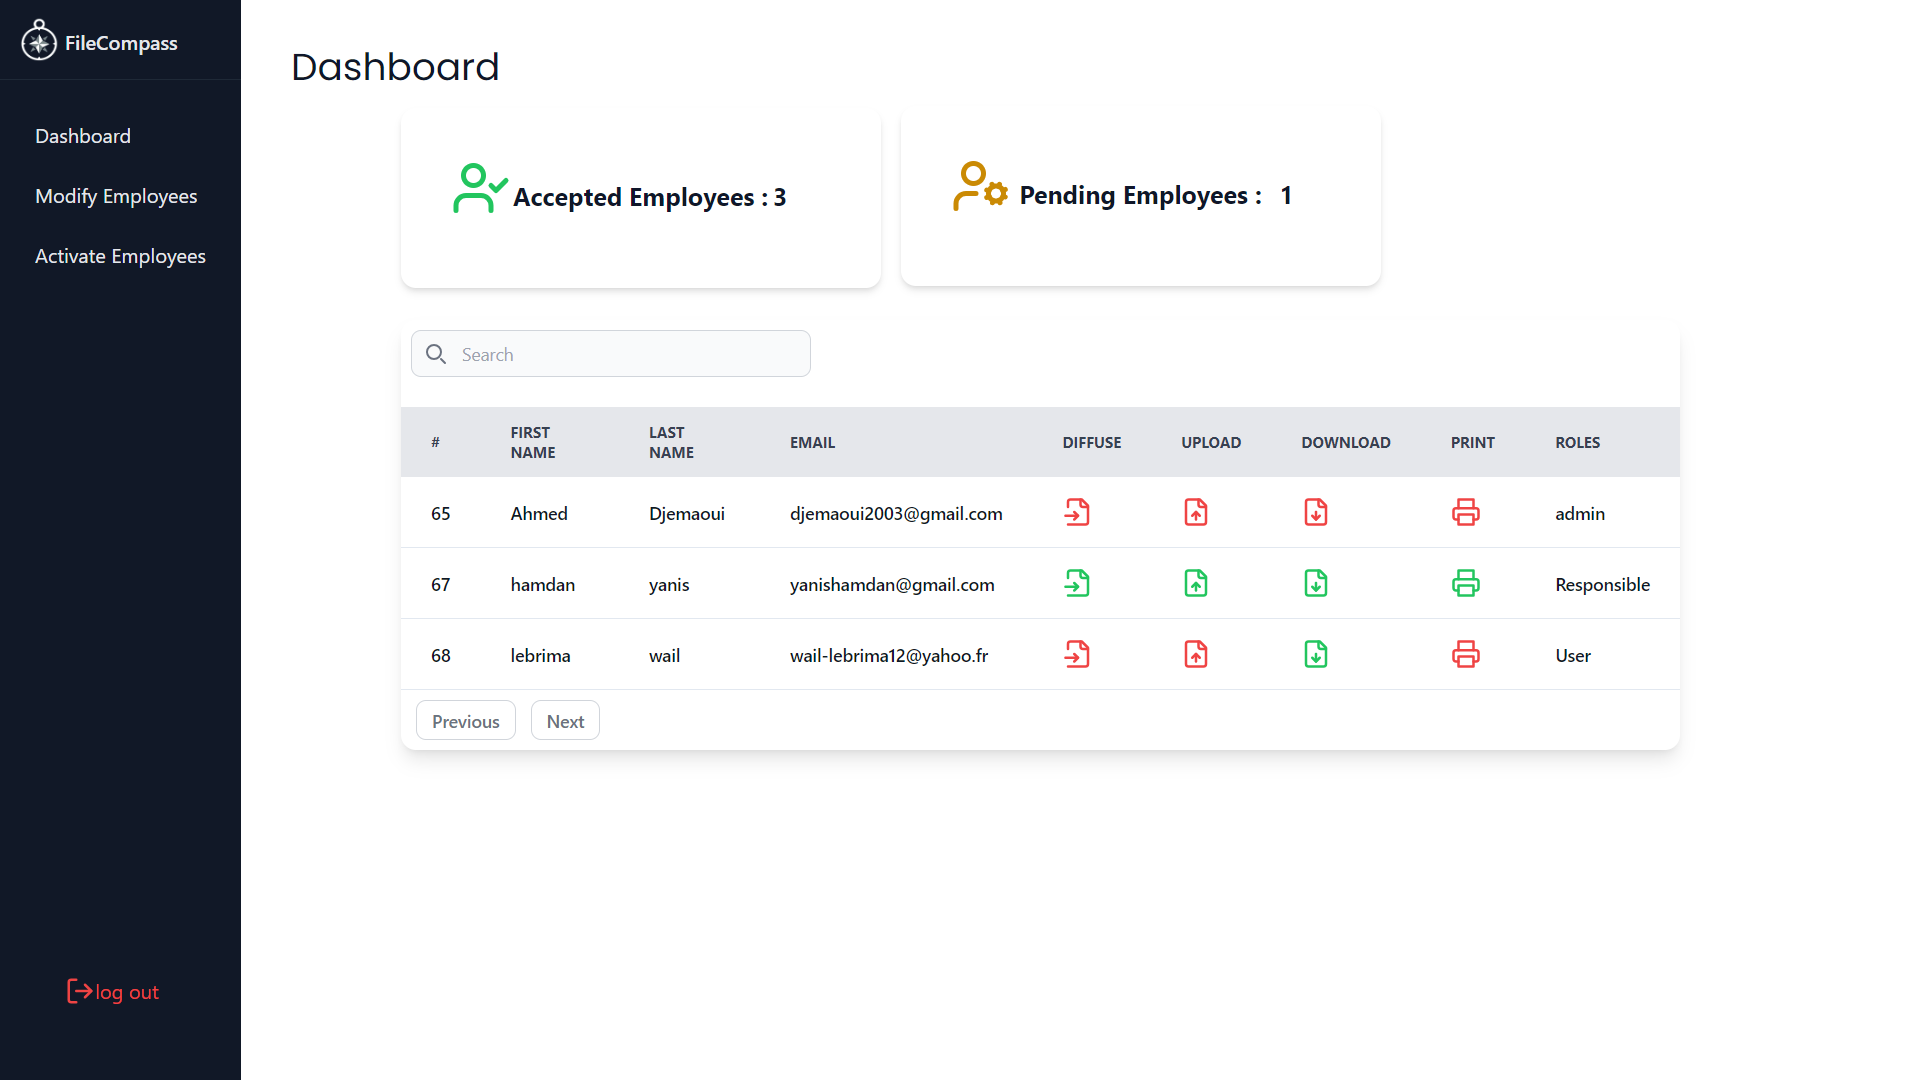 FileCompass
Dashboard
Modify Employees
Activate Employees
log out
Dashboard
Accepted Employees : 3
Pending Employees : 1
Search
# FIRST NAME LAST NAME EMAIL DIFFUSE UPLOAD DOWNLOAD PRINT ROLES
65 Ahmed Djemaoui djemaoui2003@gmail.com admin
67 hamdan yanis yanishamdan@gmail.com Responsible
68 lebrima wail wail-lebrima12@yahoo.fr User
Previous Next